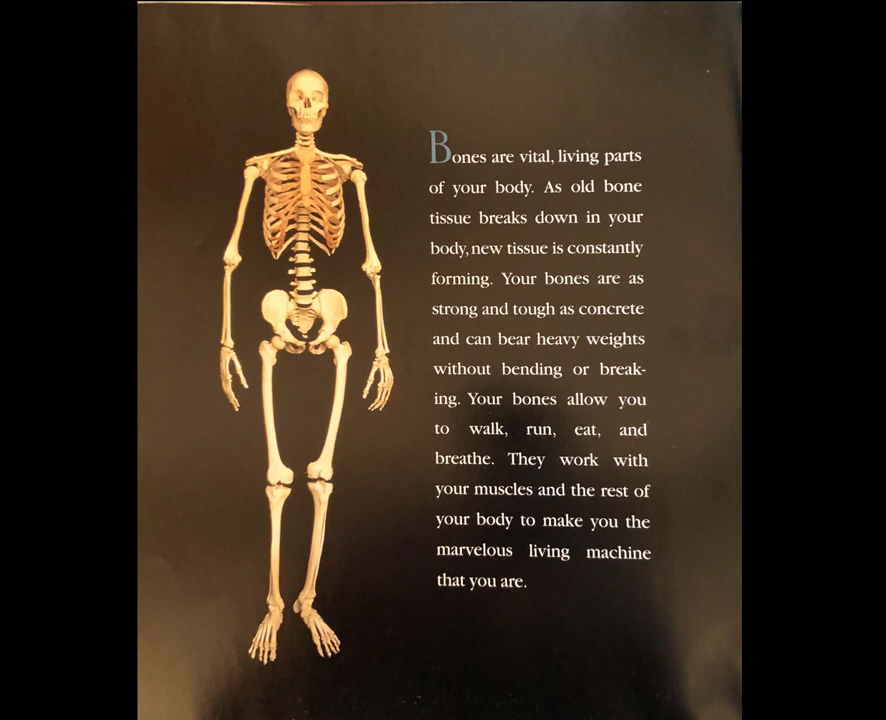 Bones are vital, living parts
of your body. As old bone
tissue breaks down in your
body, new tissue is constantly
forming. Your bones are as
strong and tough as concrete
and can bear heavy weights
without bending or break-
ing. Your bones allow you
to walk, run, eat, and
breathe. They work with
your muscles and the rest of
your body to make you the
marvelous living machine
that you are.